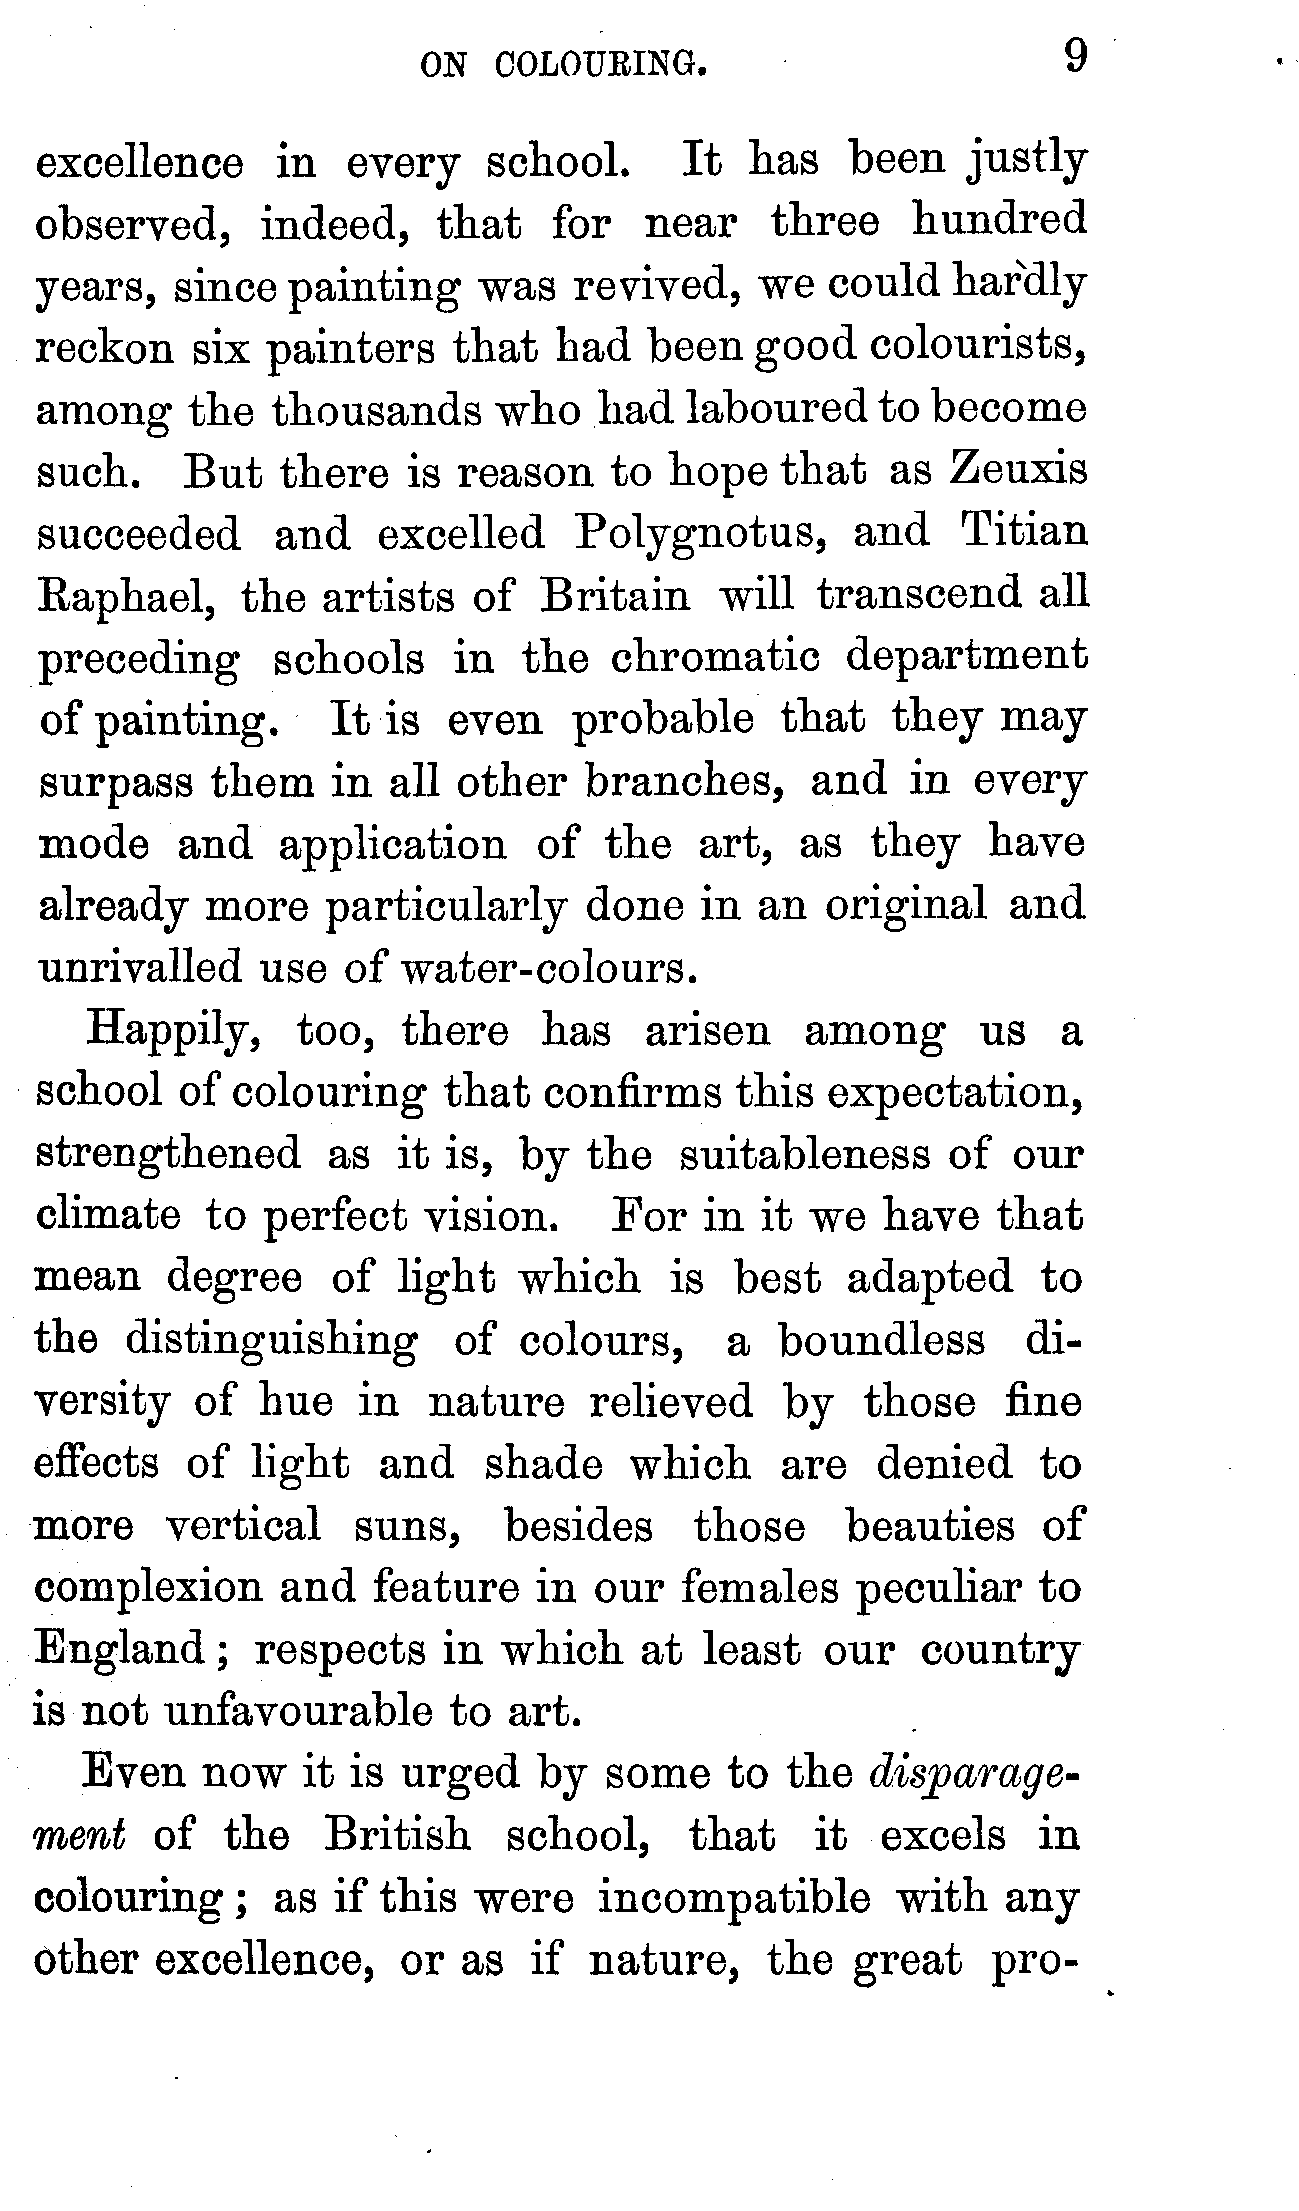 ON COLOURING. 9
excellence in every school. It has been justly
observed, indeed, that for near three hundred
years, since painting was revived, we could hardly
reckon six painters that had been good colourists,
among the thousands who had laboured to become
such. But there is reason to hope that as Zeuxis
succeeded and excelled Polygnotus, and Titian
Raphael, the artists of Britain will transcend all
preceding schools in the chromatic department
of painting. It is even probable that they may
surpass them in all other branches, and in every
mode and application of the art, as they have
already more particularly done in an original and
unrivalled use of water-colours.
Happily, too, there has arisen among us a
school of colouring that confirms this expectation,
strengthened as it is, by the suitableness of our
climate to perfect vision. For in it we have that
mean degree of light which is best adapted to
the distinguishing of colours, a boundless di-
versity of hue in nature relieved by those fine
effects of light and shade which are denied to
more vertical suns, besides those beauties of
complexion and feature in our females peculiar to
England ; respects in which at least our country
is not unfavourable to art.
Even now it is urged by some to the disparage-
ment of the British school, that it excels in
colouring ; as if this were incompatible with any
other excellence, or as if nature, the great pro-